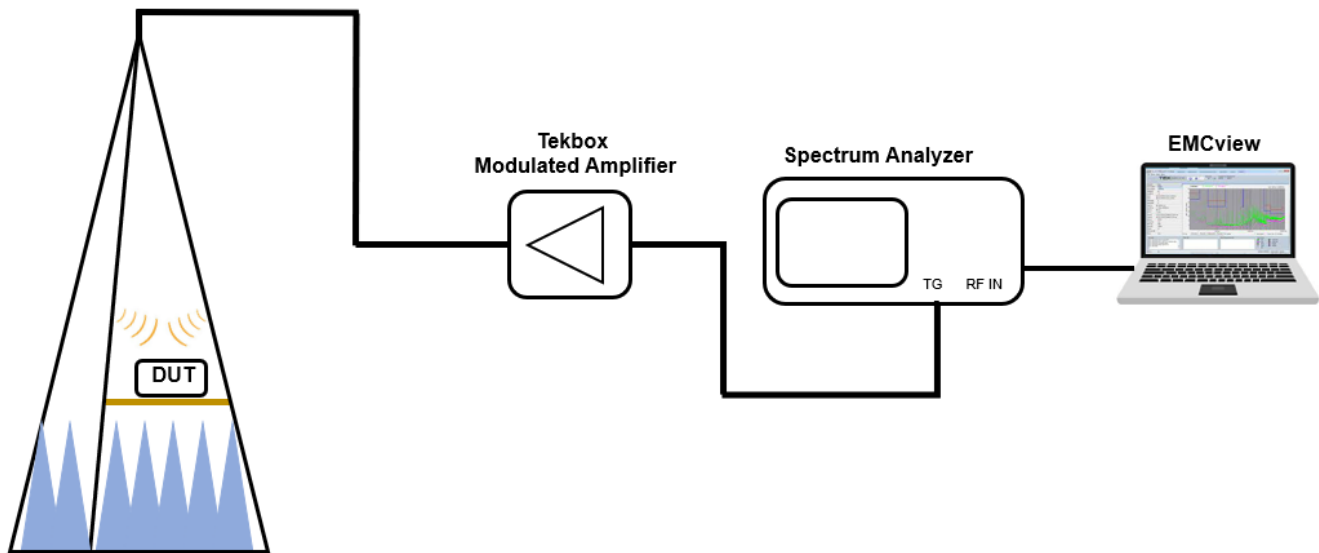 Tekbox
Modulated Amplifier
Spectrum Analyzer
EMCview
TG
RF IN
DUT